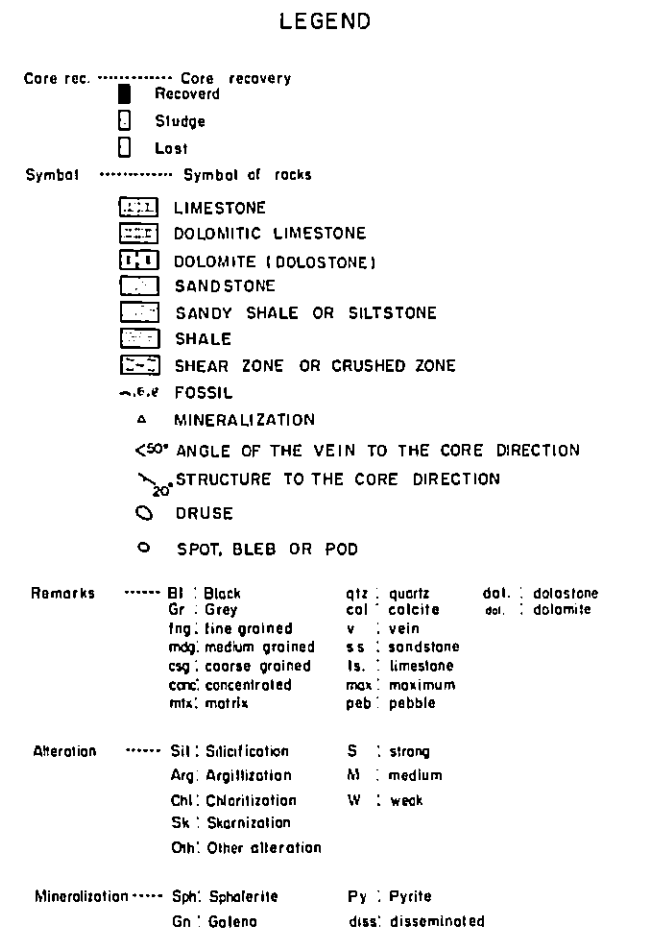 LEGEND
Core rec. ············· Core recovery
Recoverd
Sludge
Lost
Symbol ············· Symbol of rocks
LIMESTONE
DOLOMITIC LIMESTONE
DOLOMITE (DOLOSTONE)
SANDSTONE
SANDY SHALE OR SILTSTONE
SHALE
SHEAR ZONE OR CRUSHED ZONE
FOSSIL
MINERALIZATION
<50° ANGLE OF THE VEIN TO THE CORE DIRECTION
20° STRUCTURE TO THE CORE DIRECTION
DRUSE
SPOT, BLEB OR POD
Remarks ······ Bl : Black qtz : quartz dol. : dolostone
Gr : Grey cal : calcite dol. : dolomite
fng : fine grained v : vein
mdg : medium grained ss : sandstone
csg : coarse grained ls. : limestone
conc : concentrated max : maximum
mtx : matrix peb : pebble
Alteration ······ Sil : Silicification S : strong
Arg : Argillization M : medium
Chl : Chloritization W : weak
Sk : Skarnization
Oth : Other alteration
Mineralization ····· Sph : Sphalerite Py : Pyrite
Gn : Galena diss : disseminated